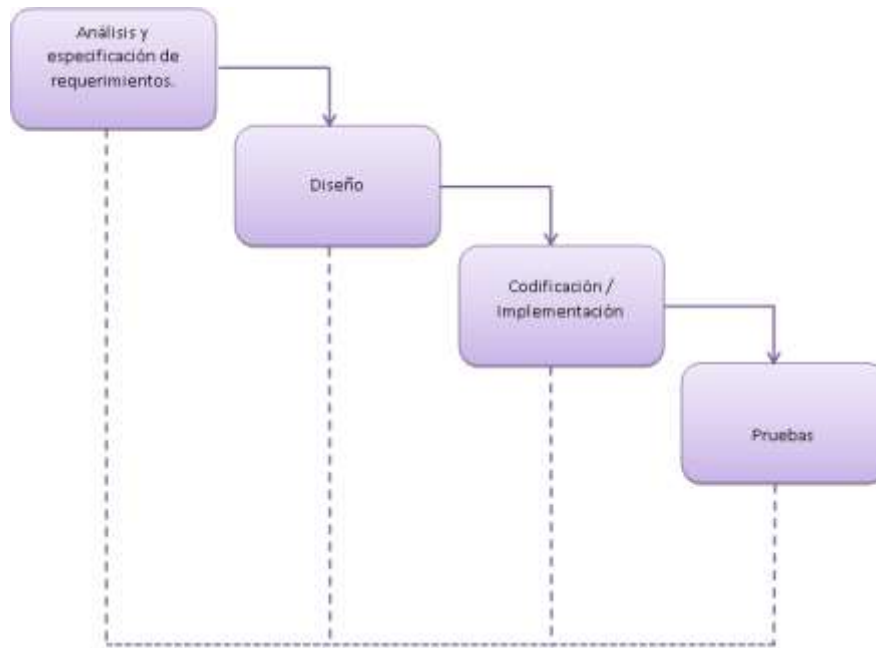 Análisis y
especificación de
requerimientos.
Diseño
Codificación /
Implementación
Pruebas